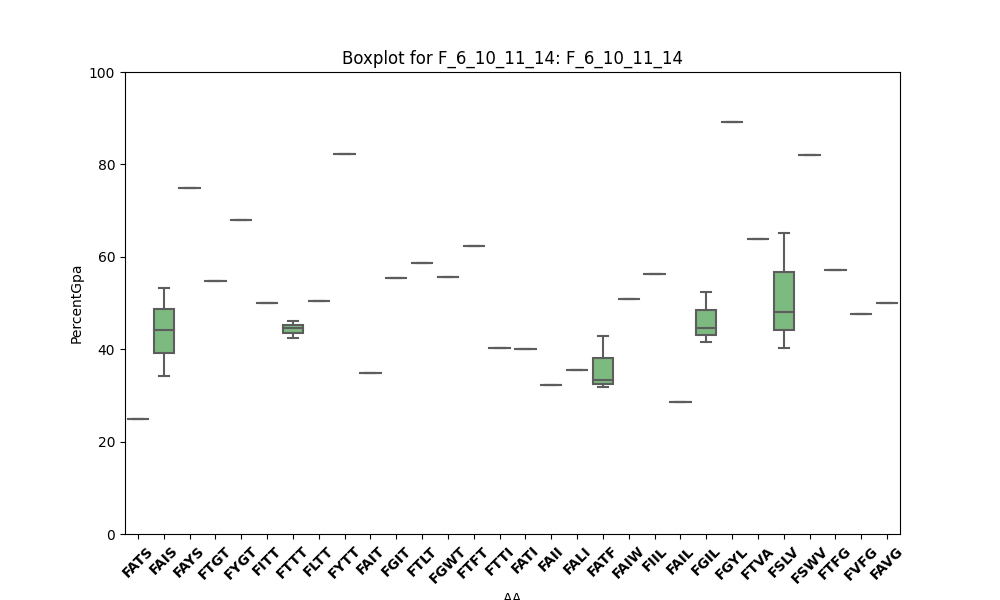 Boxplot for F_6_10_11_14: F_6_10_11_14
100
80
60
40
20
0
PercentGpa
FATS FAIS FAYS FTGT FYGT FITT FTTT FLTT FYTT FAIT FGIT FTLT FGWT FTFT FTTI FATI FAII FALI FATF FAIW FIIL FAIL FGIL FGYL FTVA FSLV FSWV FTFG FVFG FAVG
AA